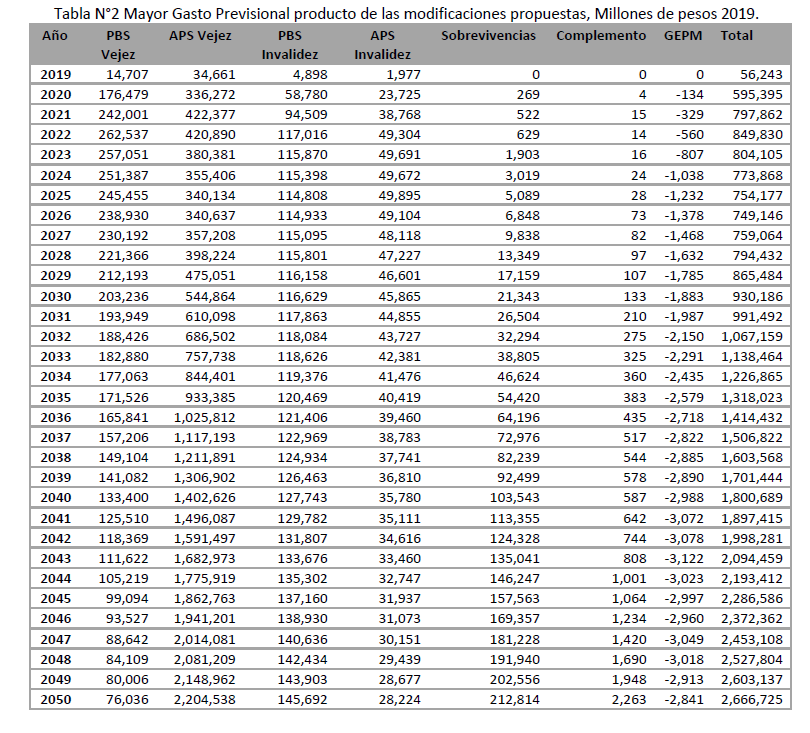 Tabla N°2 Mayor Gasto Previsional producto de las modificaciones propuestas, Millones de pesos 2019.
Año PBS Vejez APS Vejez PBS Invalidez APS Invalidez Sobrevivencias Complemento GEPM Total
2019 14,707 34,661 4,898 1,977 0 0 0 56,243
2020 176,479 336,272 58,780 23,725 269 4 -134 595,395
2021 242,001 422,377 94,509 38,768 522 15 -329 797,862
2022 262,537 420,890 117,016 49,304 629 14 -560 849,830
2023 257,051 380,381 115,870 49,691 1,903 16 -807 804,105
2024 251,387 355,406 115,398 49,672 3,019 24 -1,038 773,868
2025 245,455 340,134 114,808 49,895 5,089 28 -1,232 754,177
2026 238,930 340,637 114,933 49,104 6,848 73 -1,378 749,146
2027 230,192 357,208 115,095 48,118 9,838 82 -1,468 759,064
2028 221,366 398,224 115,801 47,227 13,349 97 -1,632 794,432
2029 212,193 475,051 116,158 46,601 17,159 107 -1,785 865,484
2030 203,236 544,864 116,629 45,865 21,343 133 -1,883 930,186
2031 193,949 610,098 117,863 44,855 26,504 210 -1,987 991,492
2032 188,426 686,502 118,084 43,727 32,294 275 -2,150 1,067,159
2033 182,880 757,738 118,626 42,381 38,805 325 -2,291 1,138,464
2034 177,063 844,401 119,376 41,476 46,624 360 -2,435 1,226,865
2035 171,526 933,385 120,469 40,419 54,420 383 -2,579 1,318,023
2036 165,841 1,025,812 121,406 39,460 64,196 435 -2,718 1,414,432
2037 157,206 1,117,193 122,969 38,783 72,976 517 -2,822 1,506,822
2038 149,104 1,211,891 124,934 37,741 82,239 544 -2,885 1,603,568
2039 141,082 1,306,902 126,463 36,810 92,499 578 -2,890 1,701,444
2040 133,400 1,402,626 127,743 35,780 103,543 587 -2,988 1,800,689
2041 125,510 1,496,087 129,782 35,111 113,355 642 -3,072 1,897,415
2042 118,369 1,591,497 131,807 34,616 124,328 744 -3,078 1,998,281
2043 111,622 1,682,973 133,676 33,460 135,041 808 -3,122 2,094,459
2044 105,219 1,775,919 135,302 32,747 146,247 1,001 -3,023 2,193,412
2045 99,094 1,862,763 137,160 31,937 157,563 1,064 -2,997 2,286,586
2046 93,527 1,941,201 138,930 31,073 169,357 1,234 -2,960 2,372,362
2047 88,642 2,014,081 140,636 30,151 181,228 1,420 -3,049 2,453,108
2048 84,109 2,081,209 142,434 29,439 191,940 1,690 -3,018 2,527,804
2049 80,006 2,148,962 143,903 28,677 202,556 1,948 -2,913 2,603,137
2050 76,036 2,204,538 145,692 28,224 212,814 2,263 -2,841 2,666,725